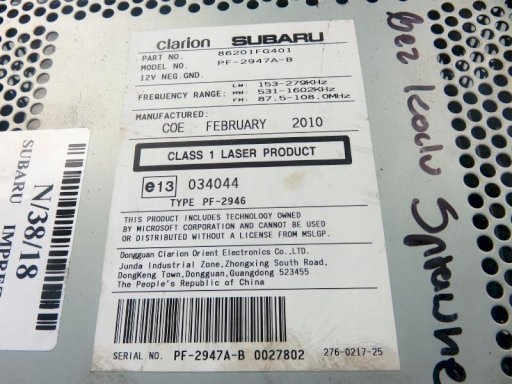 clarion SUBARU
PART NO. 86201FG401
MODEL NO. PF-2947A-B
12V NEG.GND.
FREQUENCY RANGE:
LW: 153-279KHz
MW: 531-1602KHz
FM: 87.5-108.0MHz
MANUFACTURED:
COE FEBRUARY 2010
CLASS 1 LASER PRODUCT
e13 034044
TYPE PF-2946
THIS PRODUCT INCLUDES TECHNOLOGY OWNED
BY MICROSOFT CORPORATION AND CANNOT BE USED
OR DISTRIBUTED WITHOUT A LICENSE FROM MSLGP.
Dongguan Clarion Orient Electronics Co.,LTD.
Junda Industrial Zone,Zhongxing South Road,
DongKeng Town,Dongguan,Guangdong 523455
The People's Republic of China
SERIAL NO. PF-2947A-B 0027802
276-0217-25
N/38/18
SUBARU
bez kodu
Sprawne